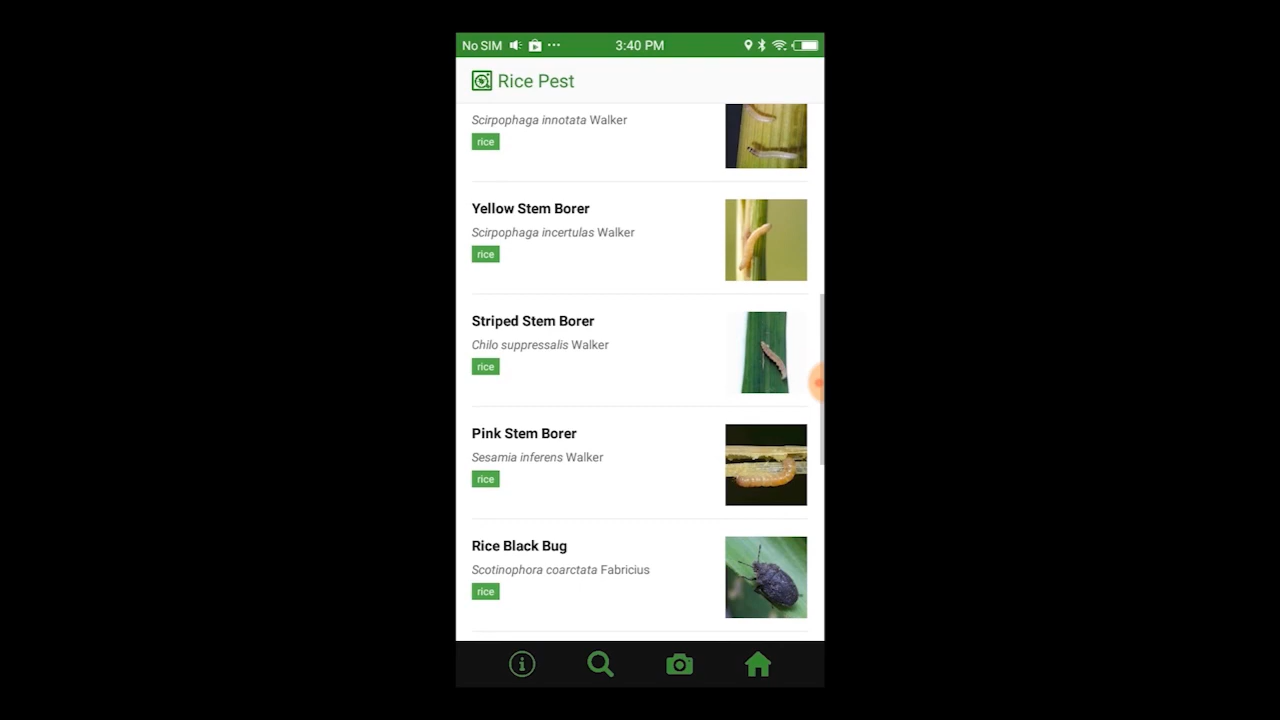 No SIM ... 3:40 PM
Rice Pest
Scirpophaga innotata Walker
rice
Yellow Stem Borer
Scirpophaga incertulas Walker
rice
Striped Stem Borer
Chilo suppressalis Walker
rice
Pink Stem Borer
Sesamia inferens Walker
rice
Rice Black Bug
Scotinophora coarctata Fabricius
rice